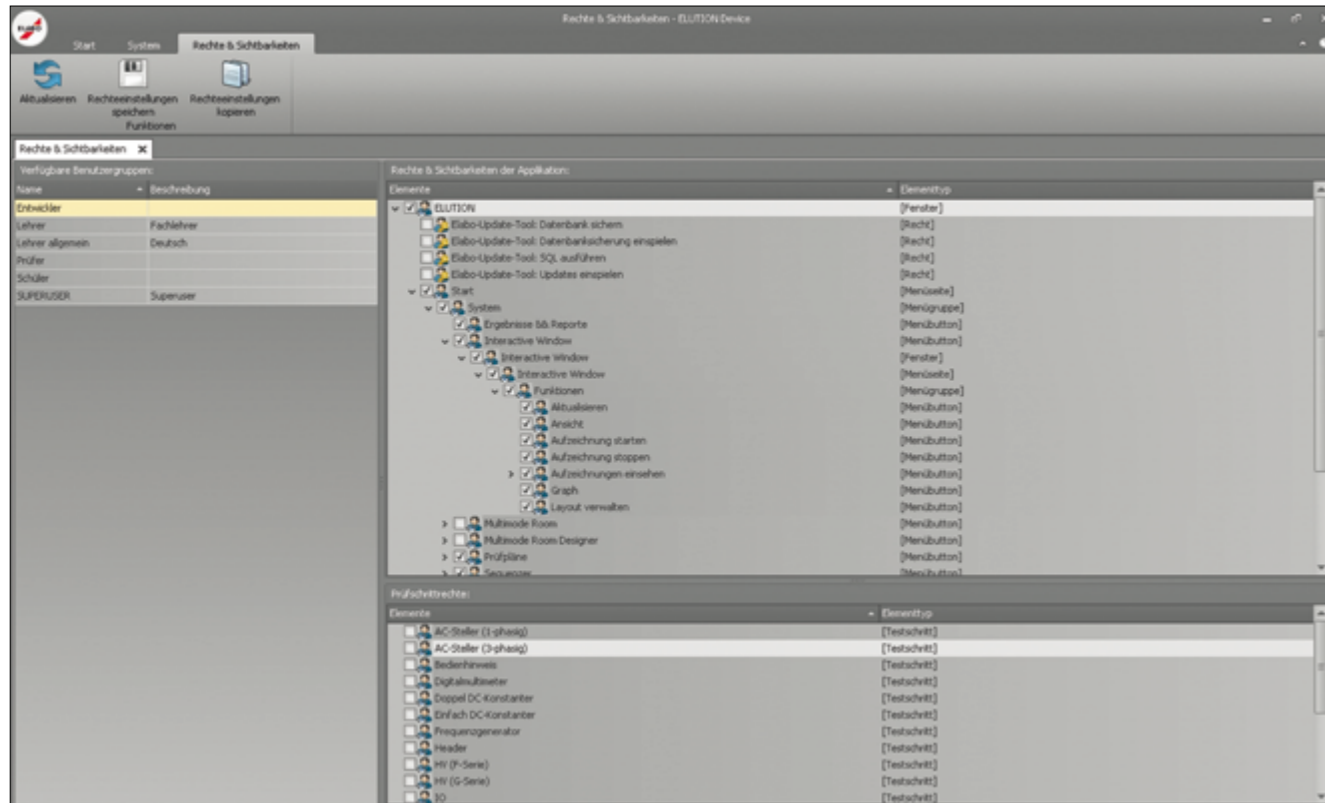 Rechte & Sichtbarkeiten - ELUTION Device
ELABO
Start System Rechte & Sichtbarkeiten
Aktualisieren Rechteeinstellungen speichern Rechteeinstellungen kopieren
Funktionen
Rechte & Sichtbarkeiten
Verfügbare Benutzergruppen:
Name Beschreibung
Entwickler
Lehrer Fachlehrer
Lehrer allgemein Deutsch
Prüfer
Schüler
SUPERUSER Superuser
Rechte & Sichtbarkeiten der Applikation:
Elemente Elementtyp
ELUTION [Fenster]
Elabo-Update-Tool: Datenbank sichern [Recht]
Elabo-Update-Tool: Datenbanksicherung einspielen [Recht]
Elabo-Update-Tool: SQL ausführen [Recht]
Elabo-Update-Tool: Updates einspielen [Recht]
Start [Menüseite]
System [Menügruppe]
Ergebnisse && Reporte [Menübutton]
Interactive Window [Menübutton]
Interactive Window [Fenster]
Interactive Window [Menüseite]
Funktionen [Menügruppe]
Aktualisieren [Menübutton]
Ansicht [Menübutton]
Aufzeichnung starten [Menübutton]
Aufzeichnung stoppen [Menübutton]
Aufzeichnungen einsehen [Menübutton]
Graph [Menübutton]
Layout verwalten [Menübutton]
Multimode Room [Menübutton]
Multimode Room Designer [Menübutton]
Prüfpläne [Menübutton]
Sequenzer [Menübutton]
Prüfschrittrechte:
Elemente Elementtyp
AC-Steller (1-phasig) [Testschritt]
AC-Steller (3-phasig) [Testschritt]
Bedienhinweis [Testschritt]
Digitalmultimeter [Testschritt]
Doppel DC-Konstanter [Testschritt]
Einfach DC-Konstanter [Testschritt]
Frequenzgenerator [Testschritt]
Header [Testschritt]
HV (F-Serie) [Testschritt]
HV (G-Serie) [Testschritt]
IO [Testschritt]